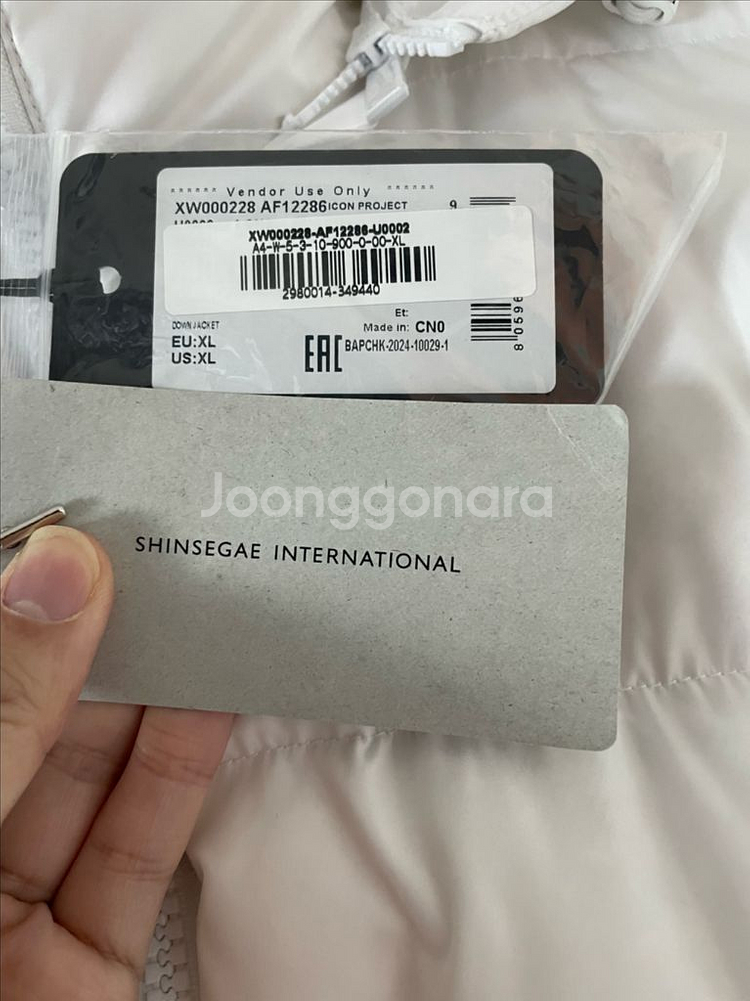 ****** Vendor Use Only ******
XW000228 AF12286 ICON PROJECT
9
XW000228-AF12286-U0002
A4-W-5-3-10-900-0-00-XL
2980014-349440
Et:
DOWN JACKET
Made in: CN0
EU:XL
US:XL
EAC
BAPCHK-2024-10029-1
80596
Joonggonara
SHINSEGAE INTERNATIONAL